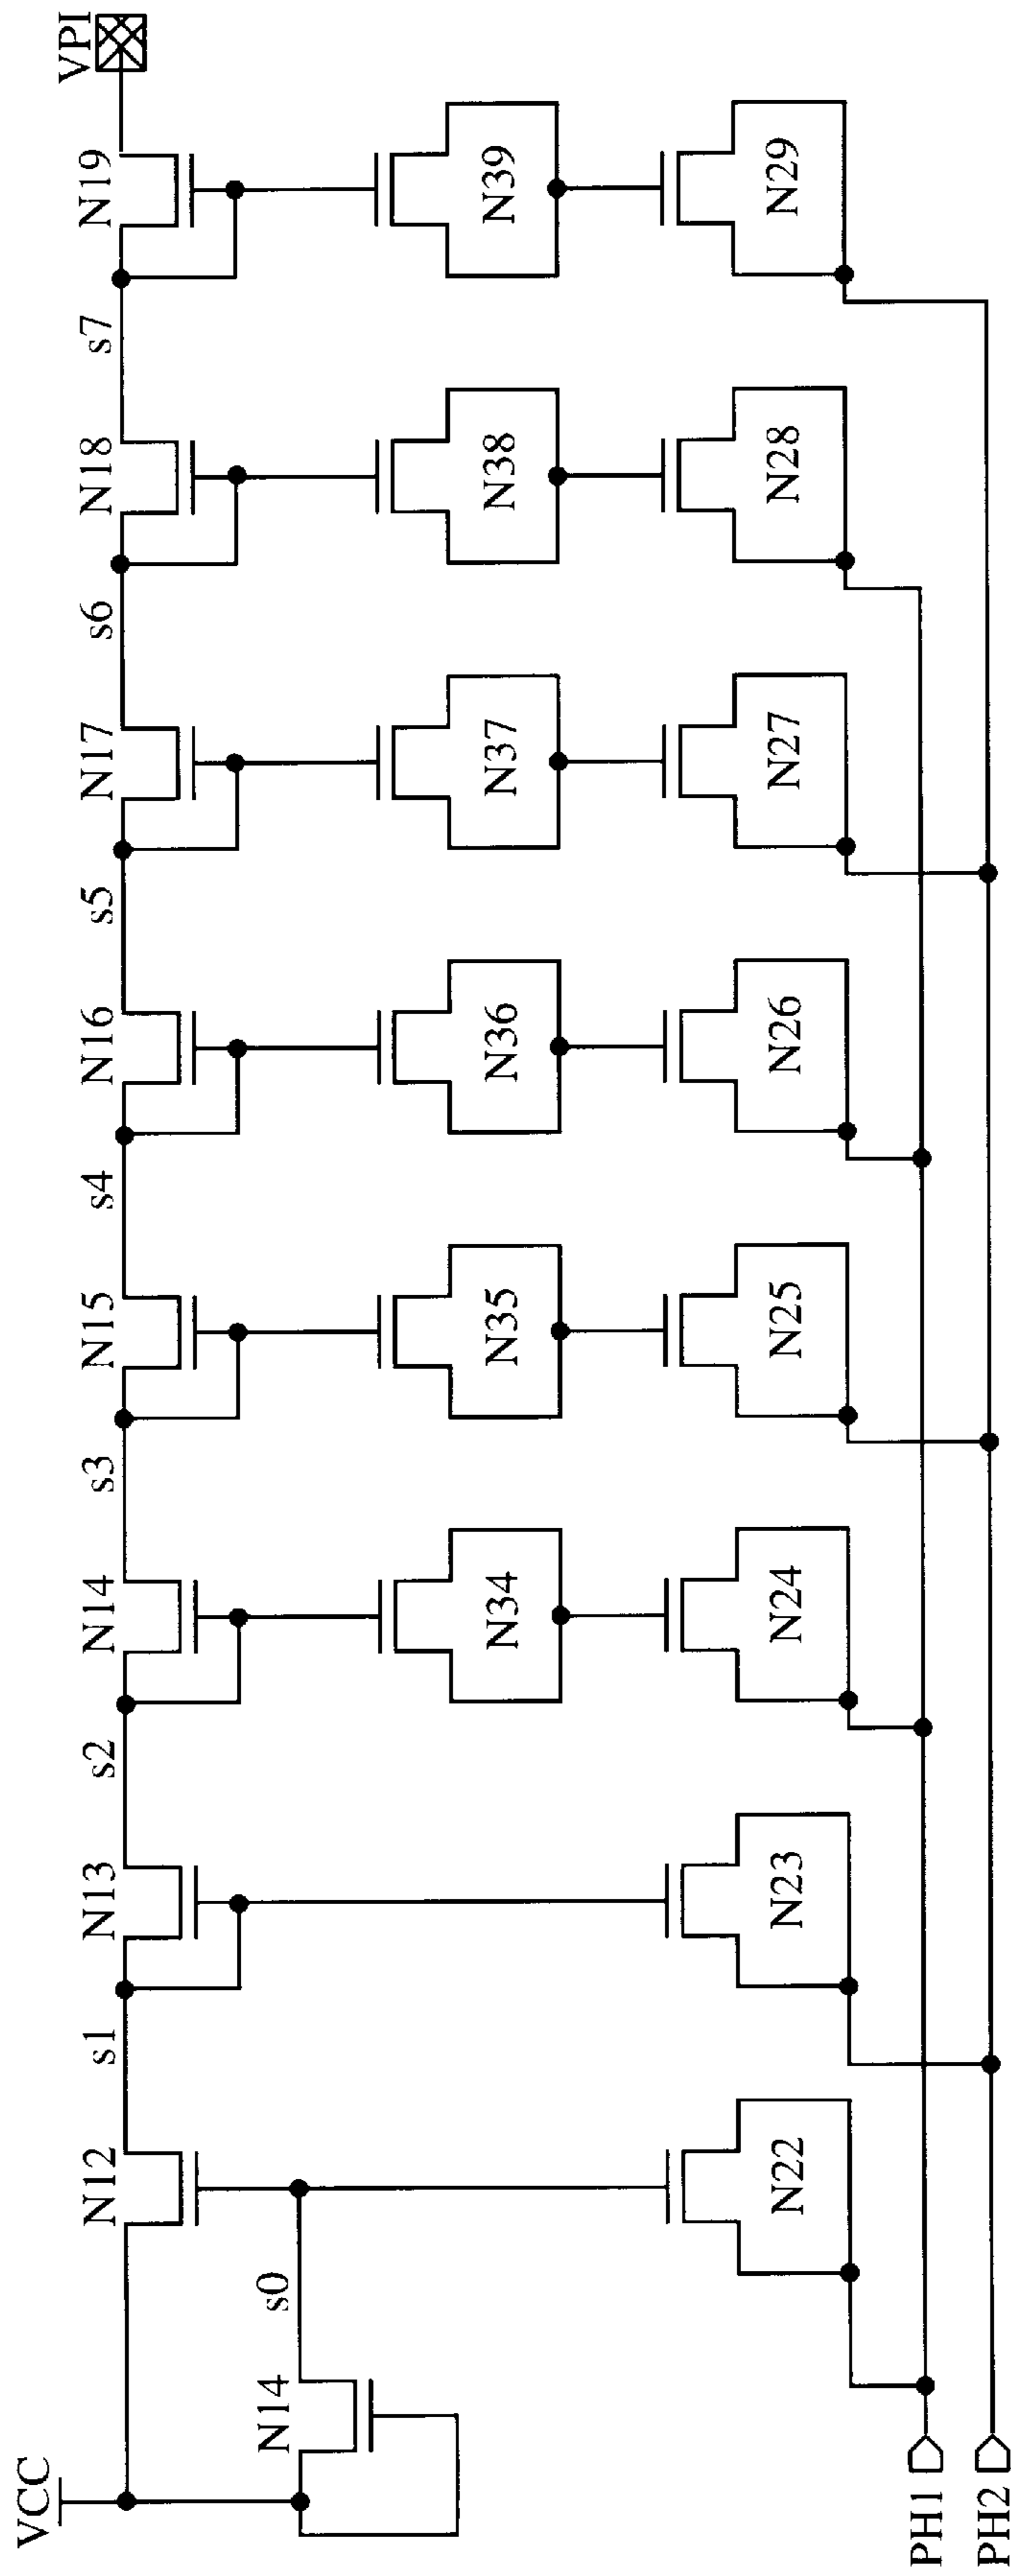 VCC
N12
s1
N13
s2
N14
s3
N15
s4
N16
s5
N17
s6
N18
s7
N19
VPI
N14
s0
N34
N35
N36
N37
N38
N39
N22
N23
N24
N25
N26
N27
N28
N29
PH1
PH2